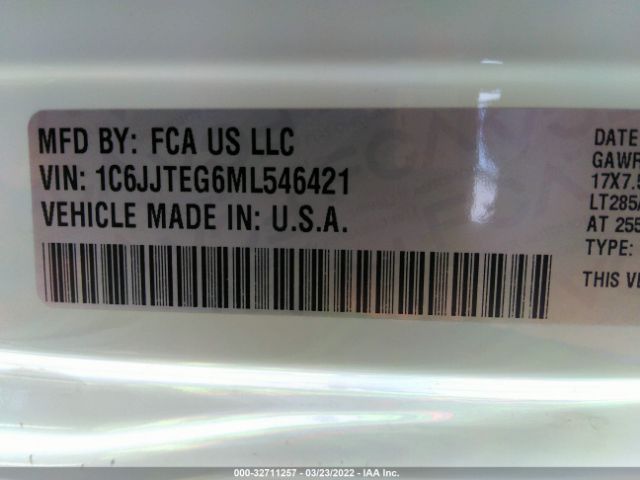 MFD BY: FCA US LLC
VIN: 1C6JJTEG6ML546421
VEHICLE MADE IN: U.S.A.
DATE
GAWR
17X7.5
LT285/
AT 255
TYPE:
THIS VE
000-32711257 - 03/23/2022 - IAA Inc.